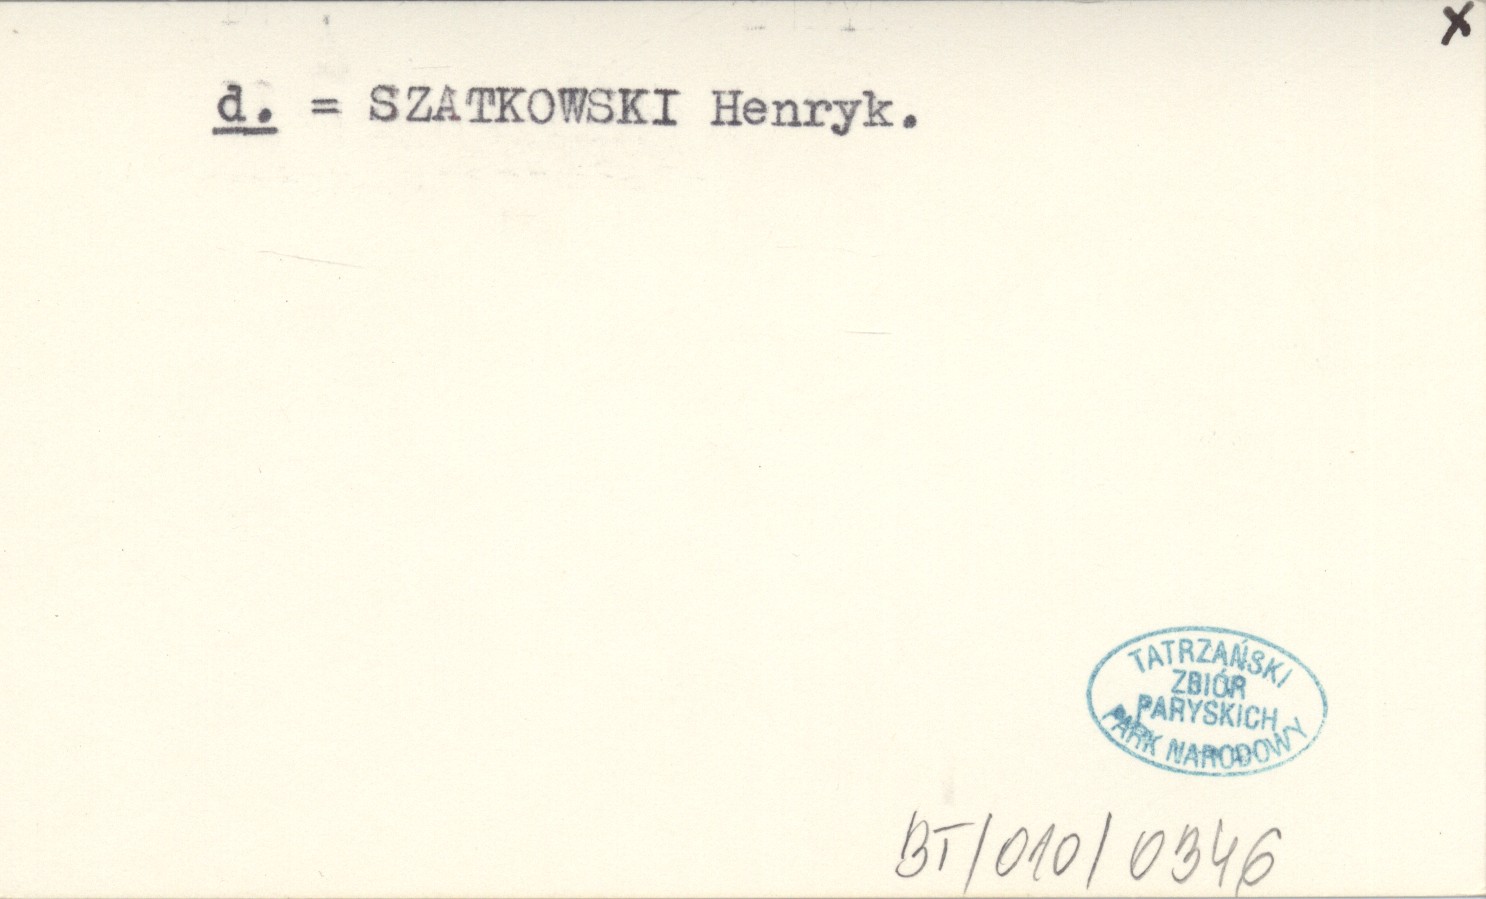 x
d. = SZATKOWSKI Henryk.
TATRZAŃSKI
ZBIÓR
PARYSKICH
PARK NARODOWY
BT/010/0346